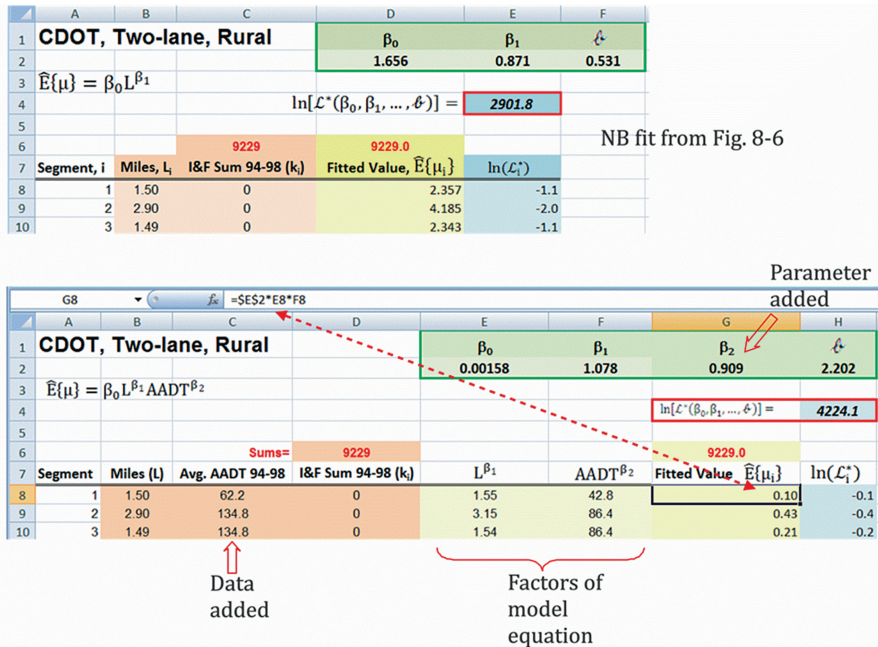 A B C D E F
1 CDOT, Two-lane, Rural β₀ β₁ 𝒷
2 1.656 0.871 0.531
3 Ê{μ} = β₀L^β₁
4 ln[ℒ*(β₀,β₁,…,𝒷)] = 2901.8
5
NB fit from Fig. 8-6
6 9229 9229.0
7 Segment, i Miles, Lᵢ I&F Sum 94-98 (kᵢ) Fitted Value, Ê{μᵢ} ln(ℒᵢ*)
8 1 1.50 0 2.357 -1.1
9 2 2.90 0 4.185 -2.0
10 3 1.49 0 2.343 -1.1
Parameter
added
G8 fx =$E$2*E8*F8
A B C D E F G H
1 CDOT, Two-lane, Rural β₀ β₁ β₂ 𝒷
2 0.00158 1.078 0.909 2.202
3 Ê{μ} = β₀L^β₁AADT^β₂
4 ln[ℒ*(β₀,β₁,…,𝒷)] = 4224.1
5
6 Sums= 9229 9229.0
7 Segment Miles (L) Avg. AADT 94-98 I&F Sum 94-98 (kᵢ) L^β₁ AADT^β₂ Fitted Value Ê{μᵢ} ln(ℒᵢ*)
8 1 1.50 62.2 0 1.55 42.8 0.10 -0.1
9 2 2.90 134.8 0 3.15 86.4 0.43 -0.4
10 3 1.49 134.8 0 1.54 86.4 0.21 -0.2
Data
added
Factors of
model
equation